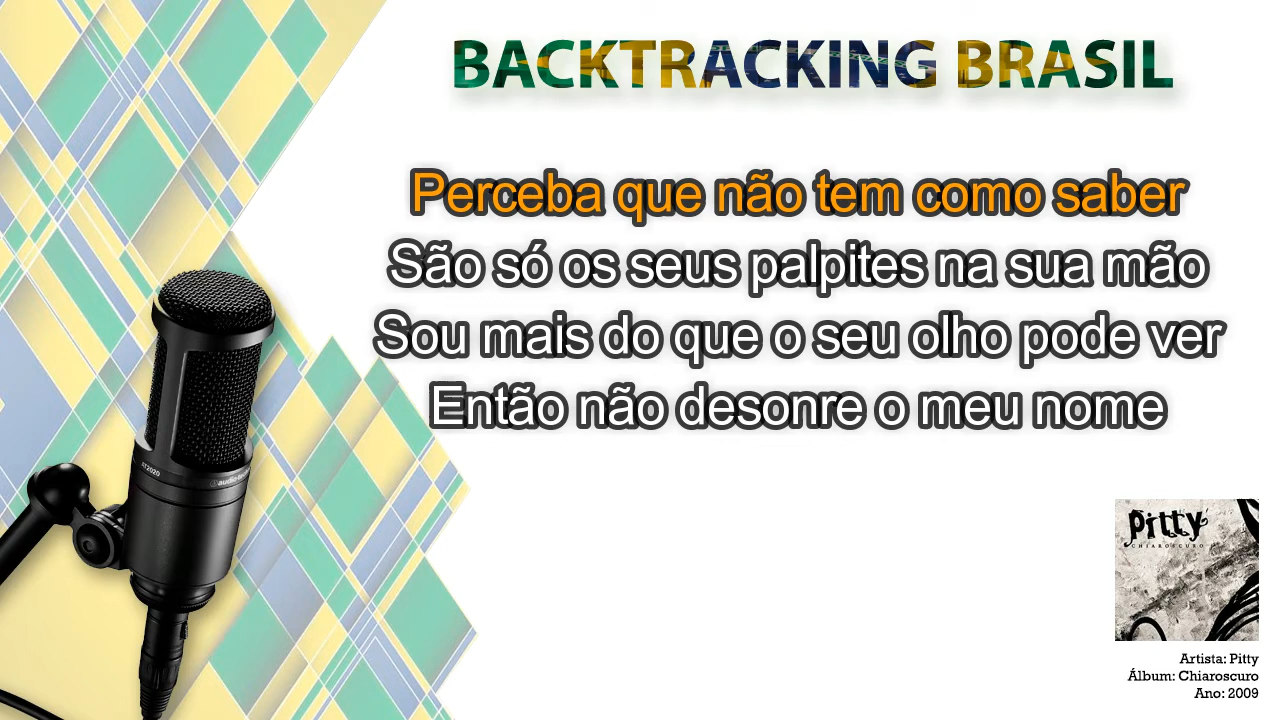 BACKTRACKING BRASIL
Perceba que não tem como saber
São só os seus palpites na sua mão
Sou mais do que o seu olho pode ver
Então não desonre o meu nome
AT2020
pitty
CHIAROSCURO
Artista: Pitty
Álbum: Chiaroscuro
Ano: 2009